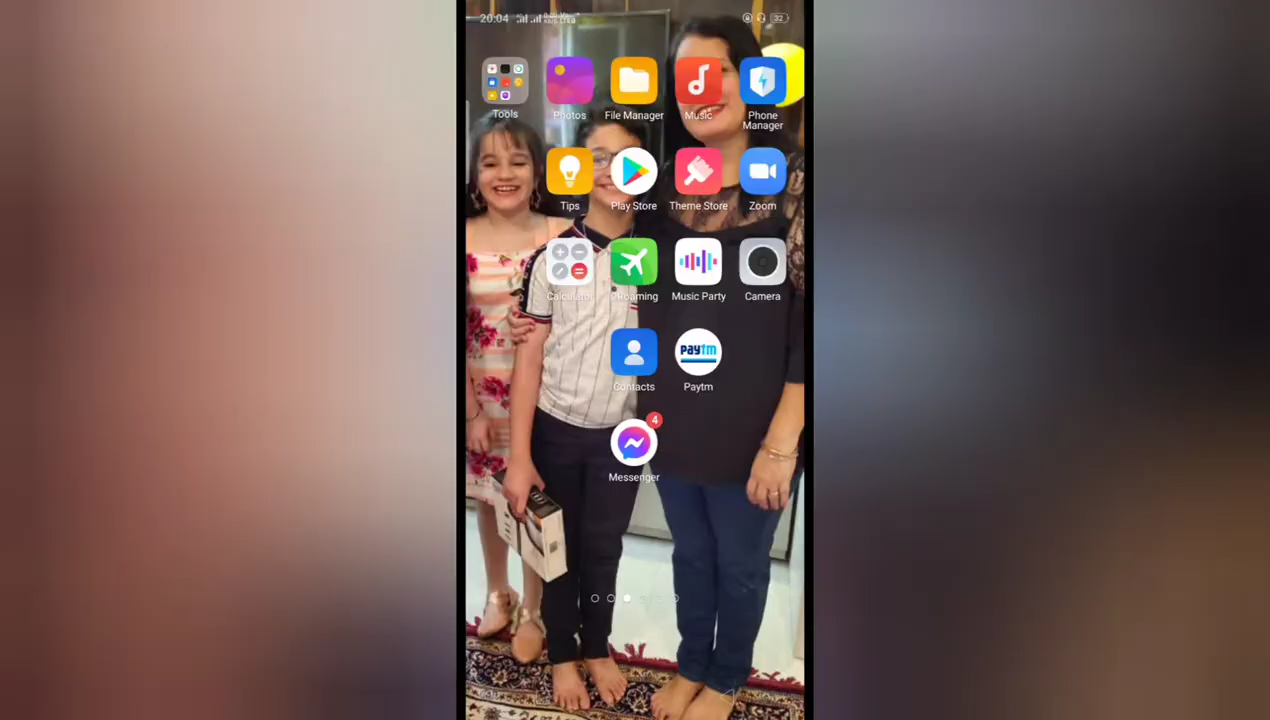 20:04
32
Tools Photos File Manager Music Phone
Manager
Tips Play Store Theme Store Zoom
Calculator Roaming Music Party Camera
paytm
Contacts Paytm
4
Messenger